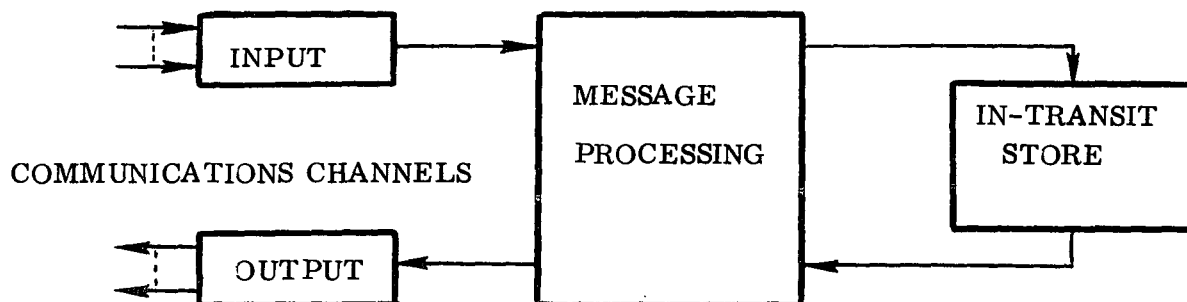 INPUT
MESSAGE
PROCESSING
IN-TRANSIT
STORE
COMMUNICATIONS CHANNELS
OUTPUT